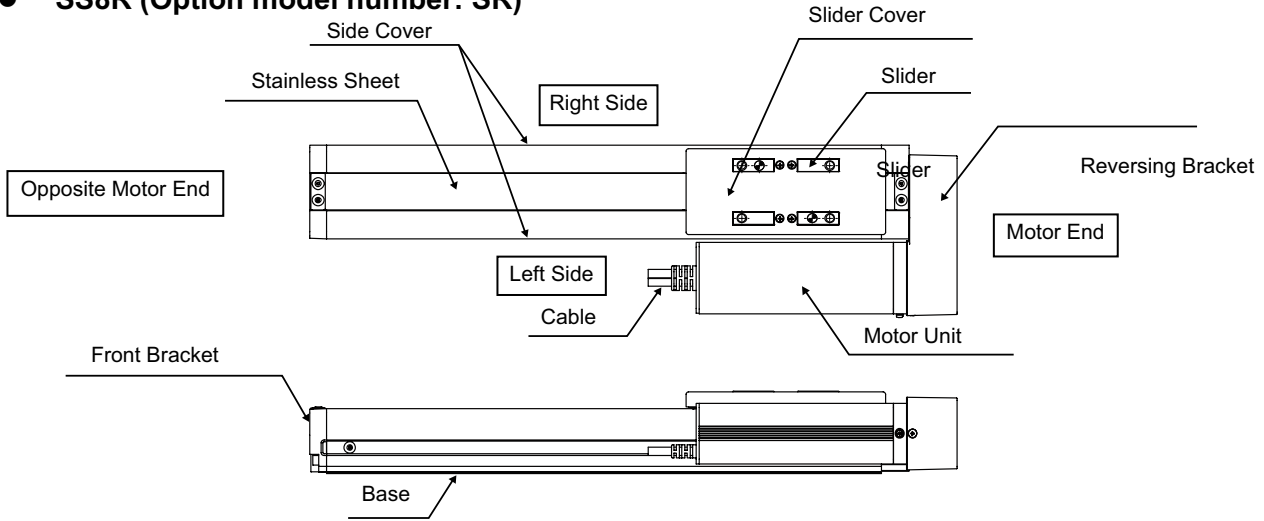 ● SS8R (Option model number: SR)
Slider Cover
Side Cover
Stainless Sheet
Slider
Right Side
Slider
Reversing Bracket
Opposite Motor End
Motor End
Left Side
Cable
Motor Unit
Front Bracket
Base